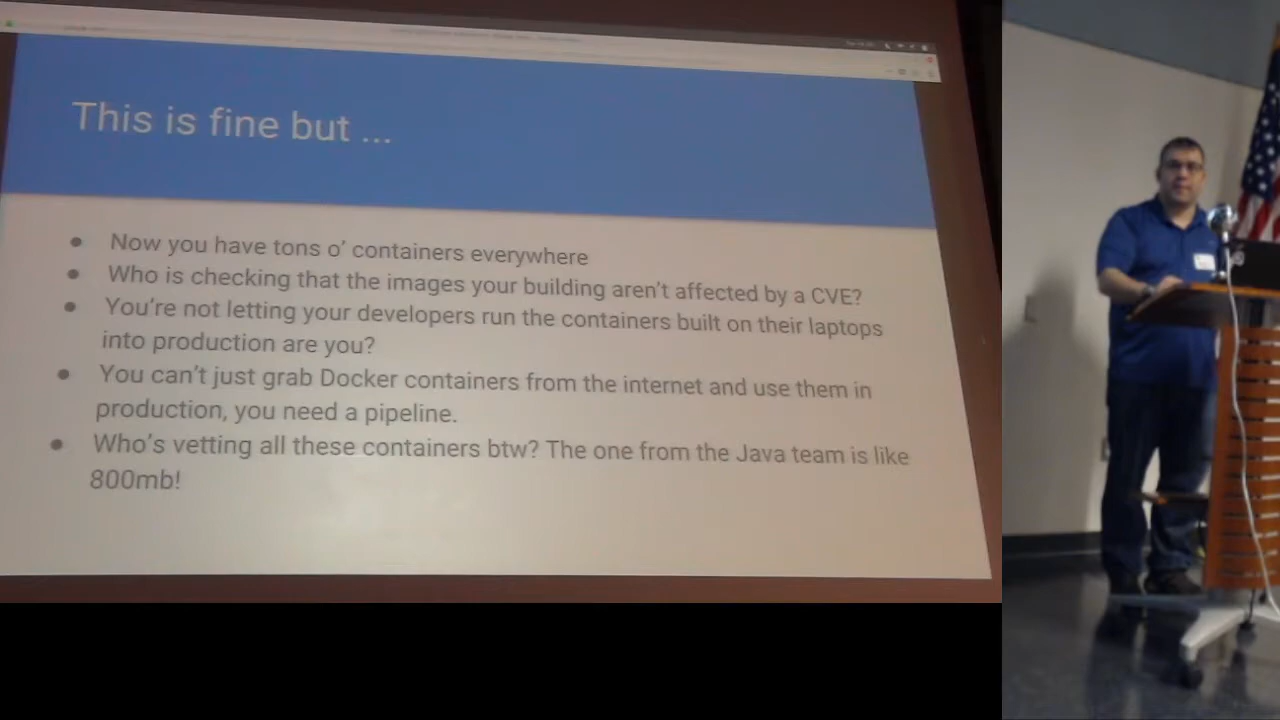 This is fine but ...
● Now you have tons o' containers everywhere
● Who is checking that the images your building aren't affected by a CVE?
● You're not letting your developers run the containers built on their laptops
into production are you?
● You can't just grab Docker containers from the internet and use them in
production, you need a pipeline.
● Who's vetting all these containers btw? The one from the Java team is like
800mb!